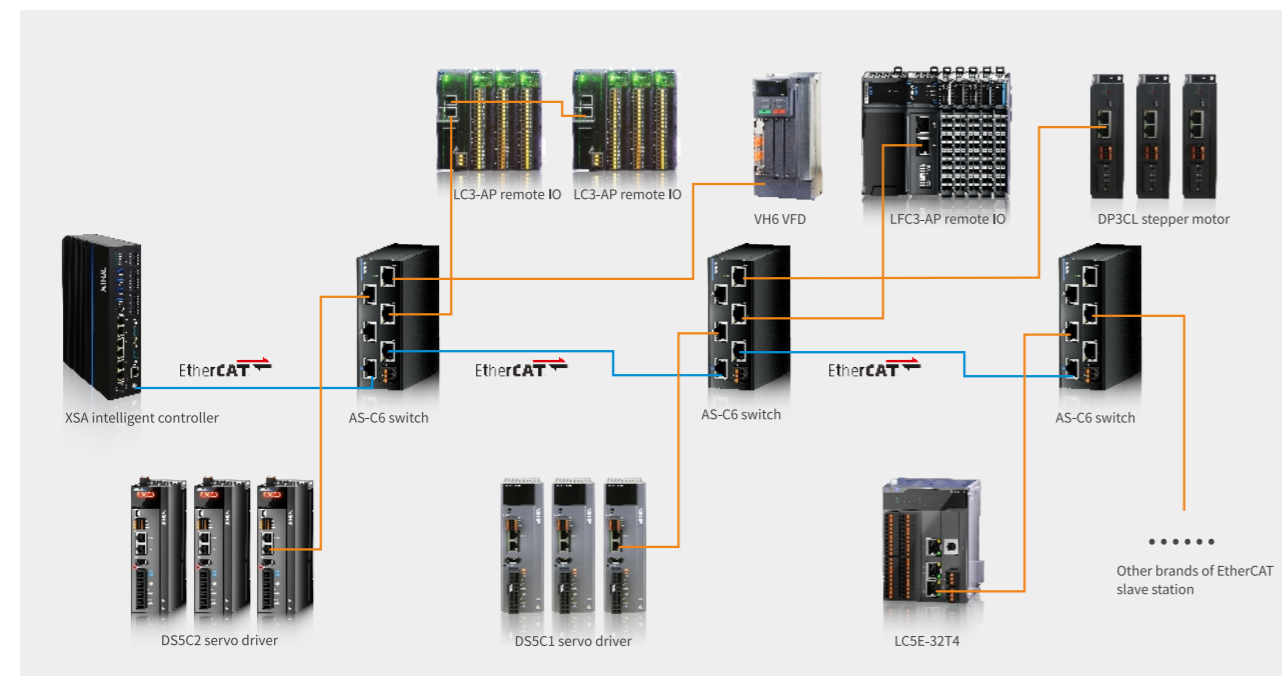 LC3-AP remote IO
LC3-AP remote IO
VH6 VFD
LFC3-AP remote IO
DP3CL stepper motor
XINJE
EtherCAT
EtherCAT
EtherCAT
XSA intelligent controller
AS-C6 switch
AS-C6 switch
AS-C6 switch
......
Other brands of EtherCAT
slave station
DS5C2 servo driver
DS5C1 servo driver
LC5E-32T4